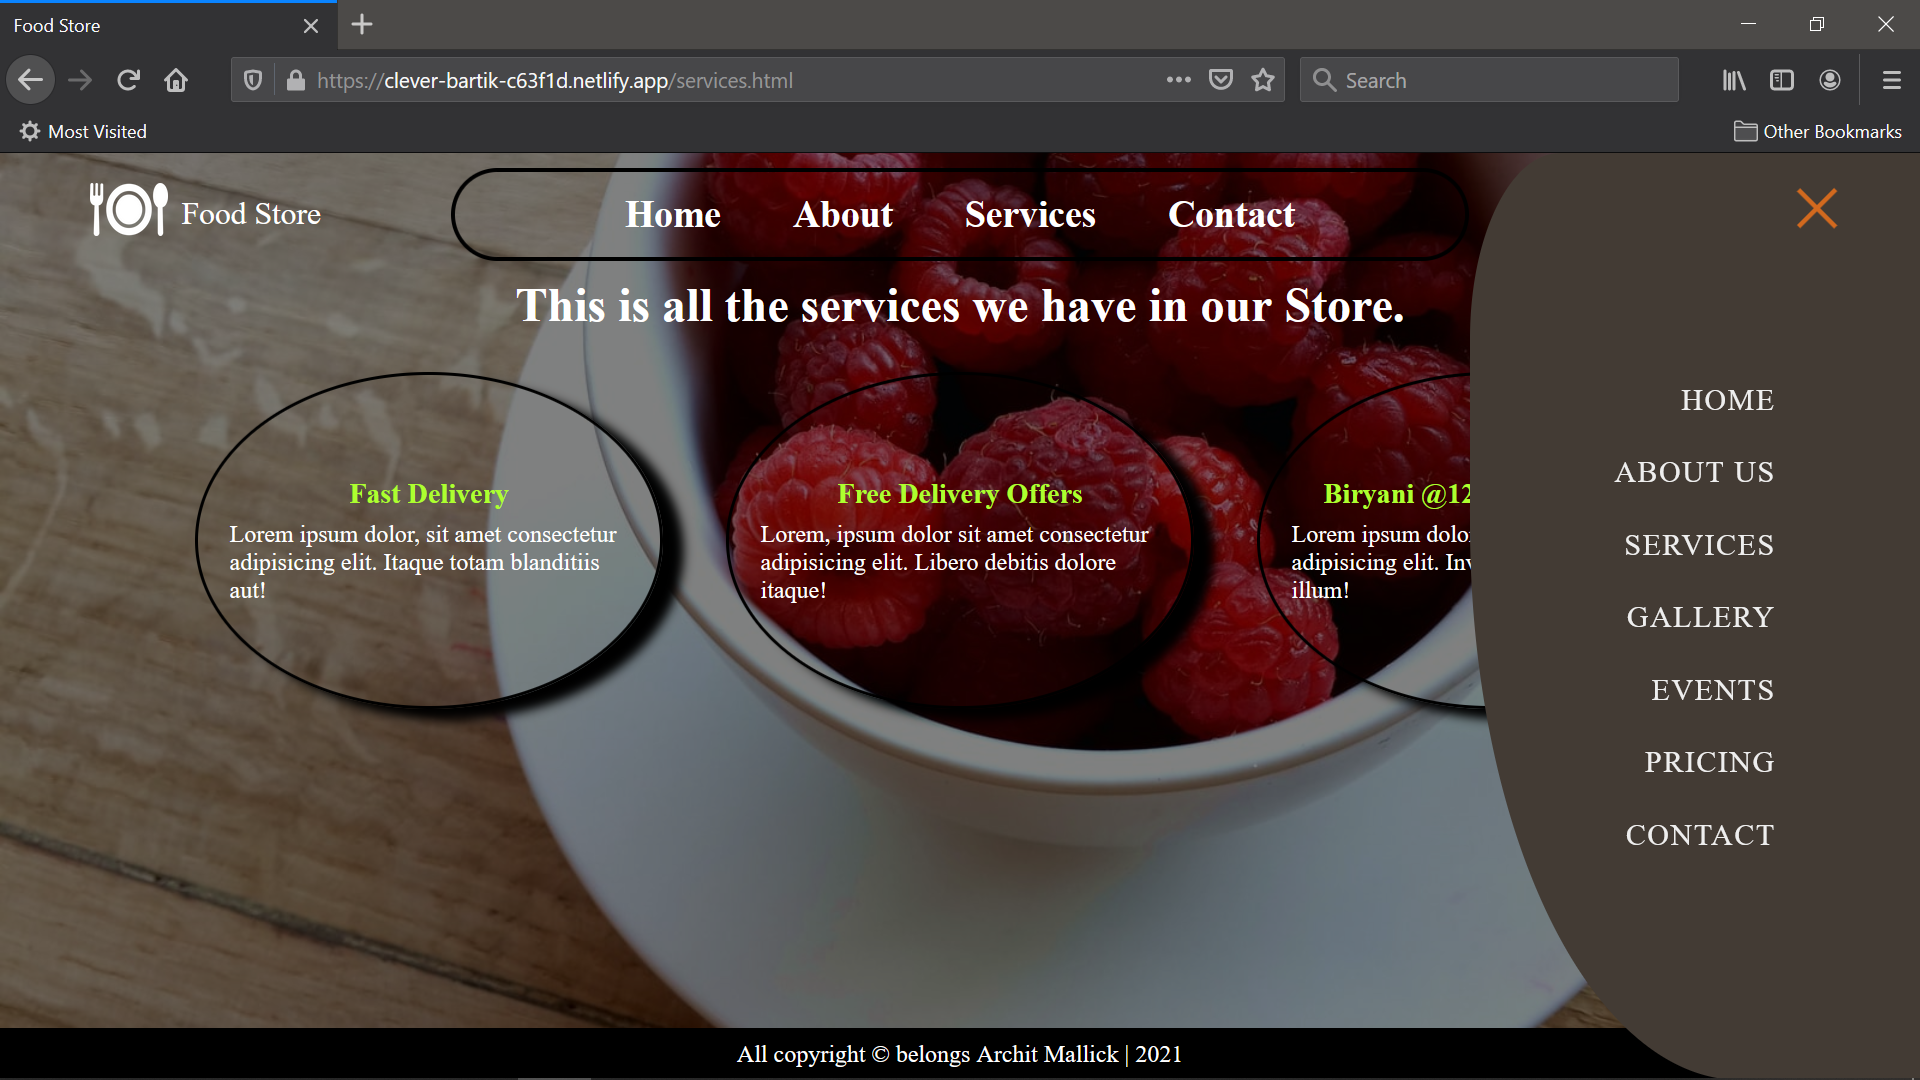 Food Store
https://clever-bartik-c63f1d.netlify.app/services.html
Search
Most Visited
Other Bookmarks
Food Store
Home About Services Contact
This is all the services we have in our Store.
Fast Delivery
Lorem ipsum dolor, sit amet consectetur
adipisicing elit. Itaque totam blanditiis
aut!
Free Delivery Offers
Lorem, ipsum dolor sit amet consectetur
adipisicing elit. Libero debitis dolore
itaque!
Biryani @12
Lorem ipsum dolo
adipisicing elit. Inv
illum!
HOME
ABOUT US
SERVICES
GALLERY
EVENTS
PRICING
CONTACT
All copyright © belongs Archit Mallick | 2021